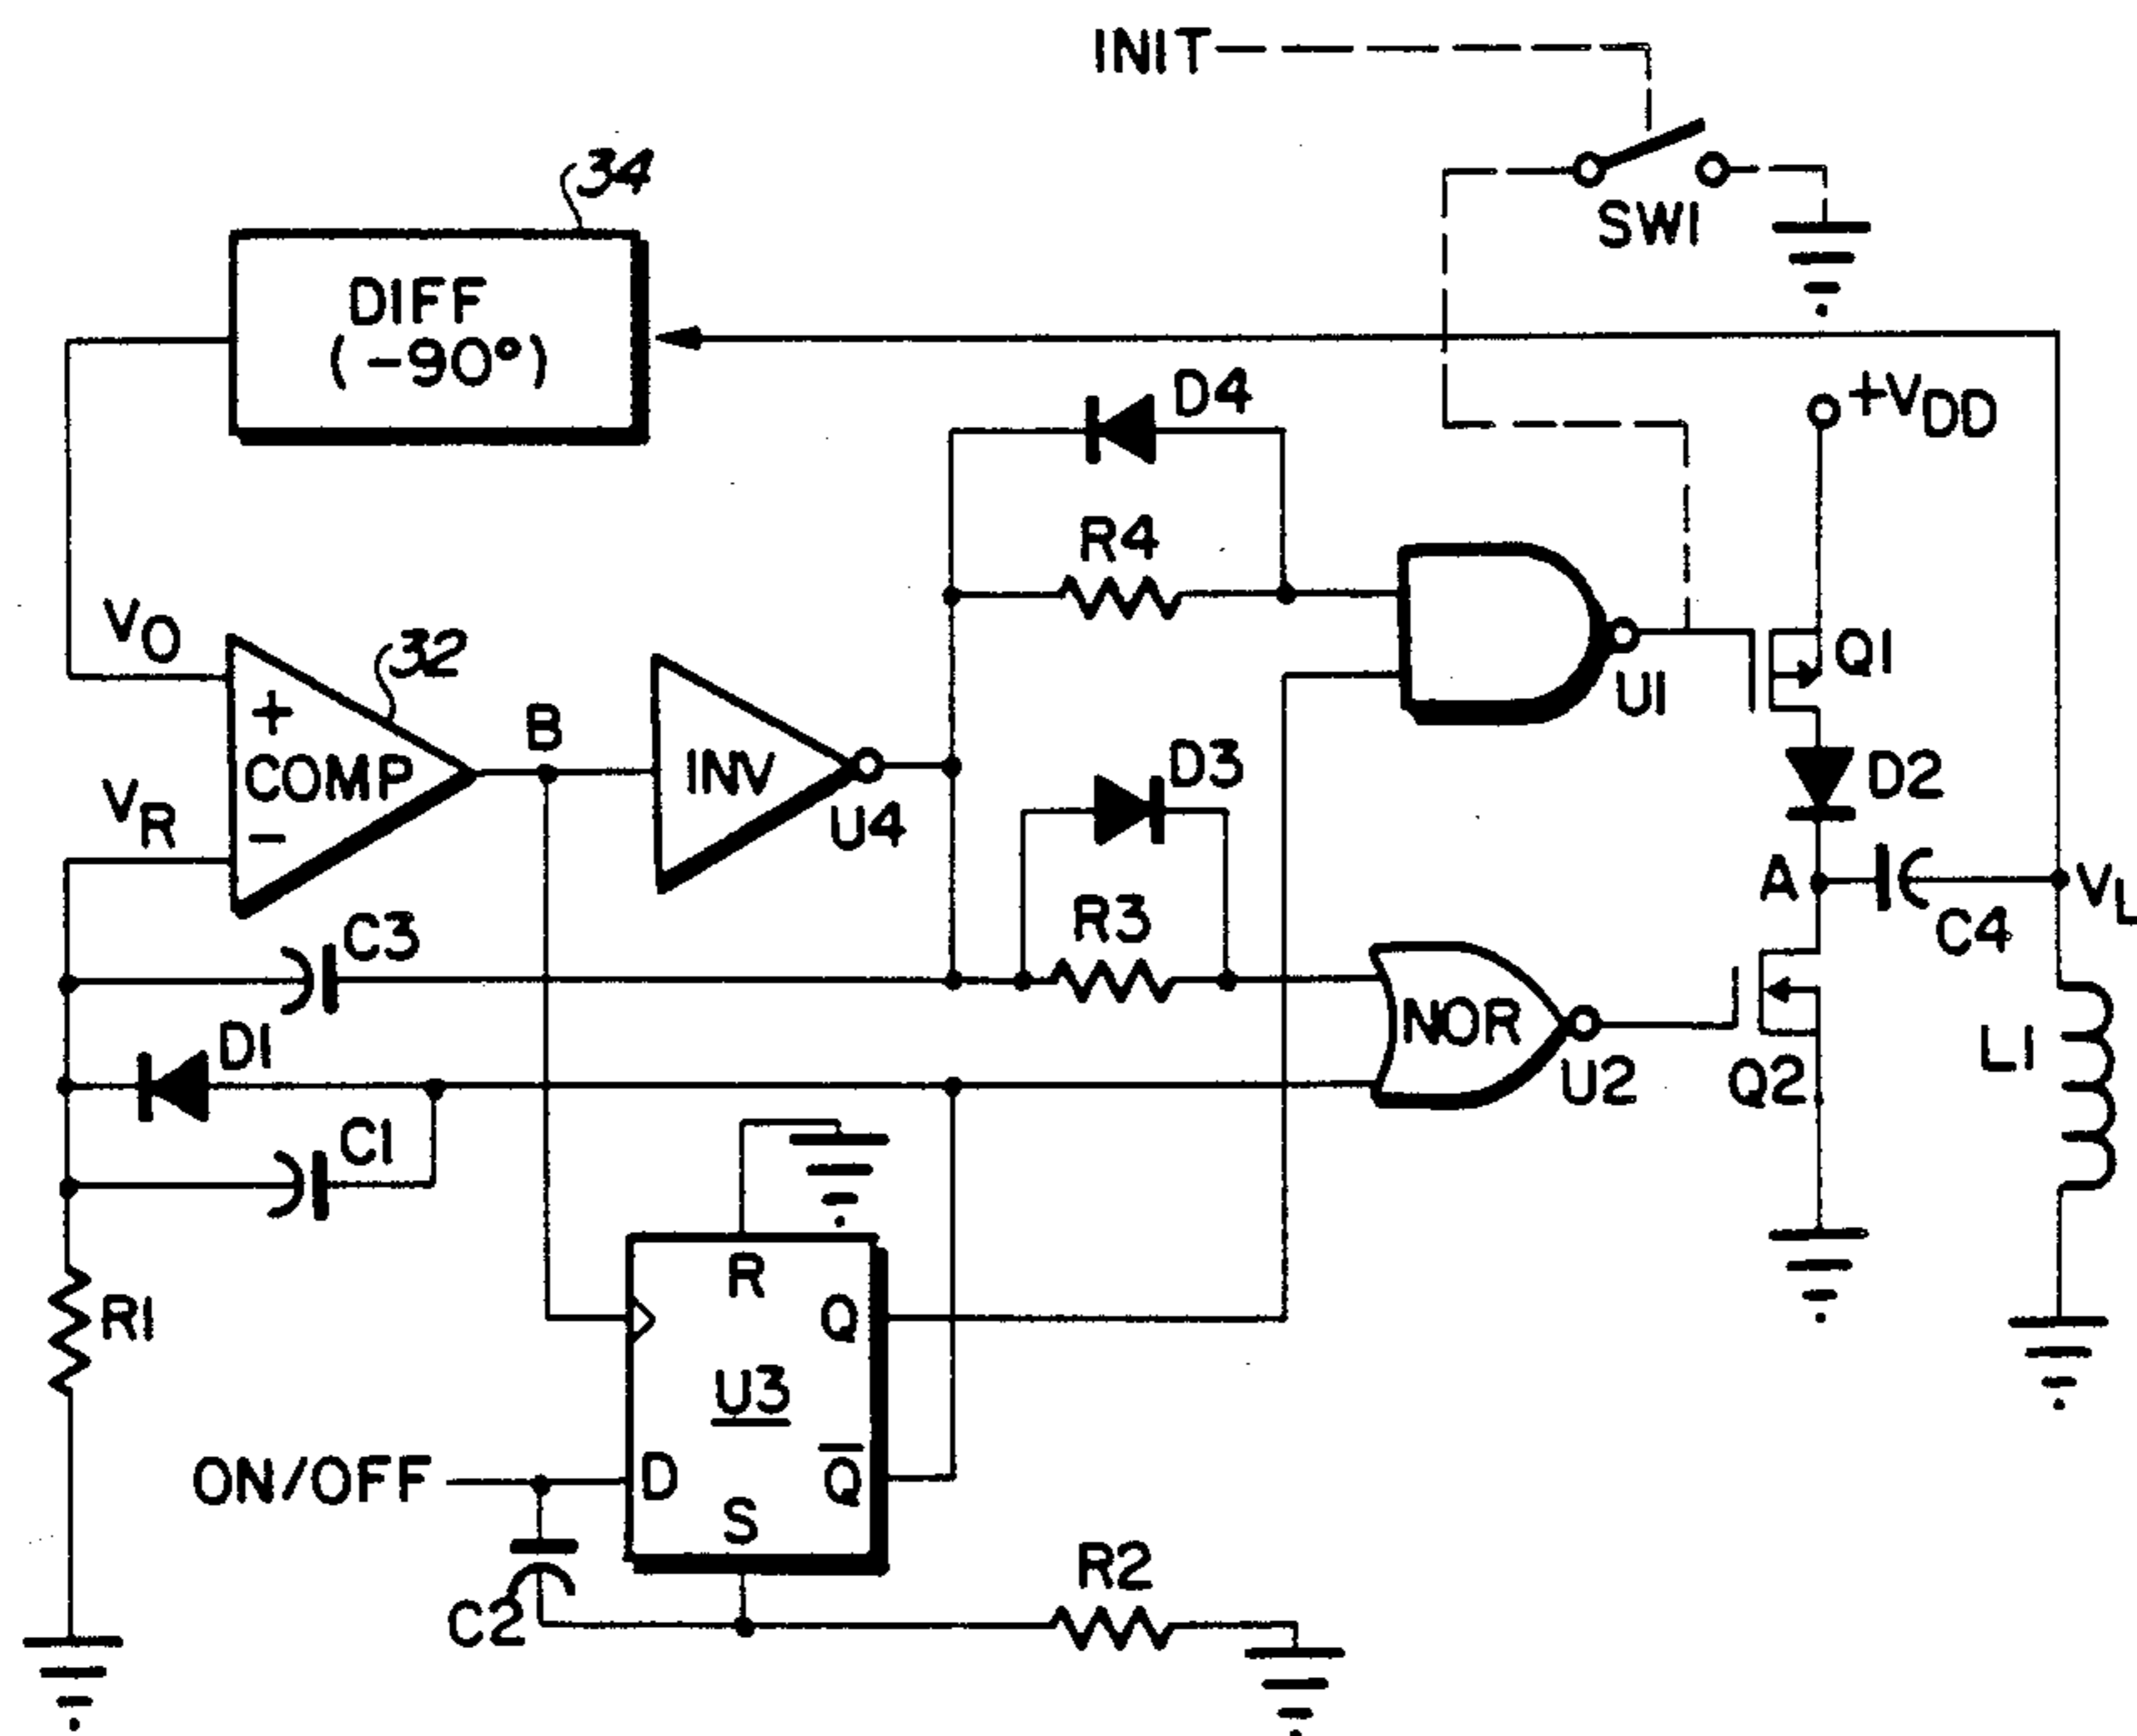 INIT
SW1
34
DIFF
(-90°)
D4
+VDD
R4
VO
32
Q1
U1
B
+
COMP
-
INV
D3
D2
VR
U4
A
VL
C3
R3
C4
NOR
D1
L1
U2
Q2
C1
R
R1
Q
U3
ON/OFF
D
Q̅
S
R2
C2